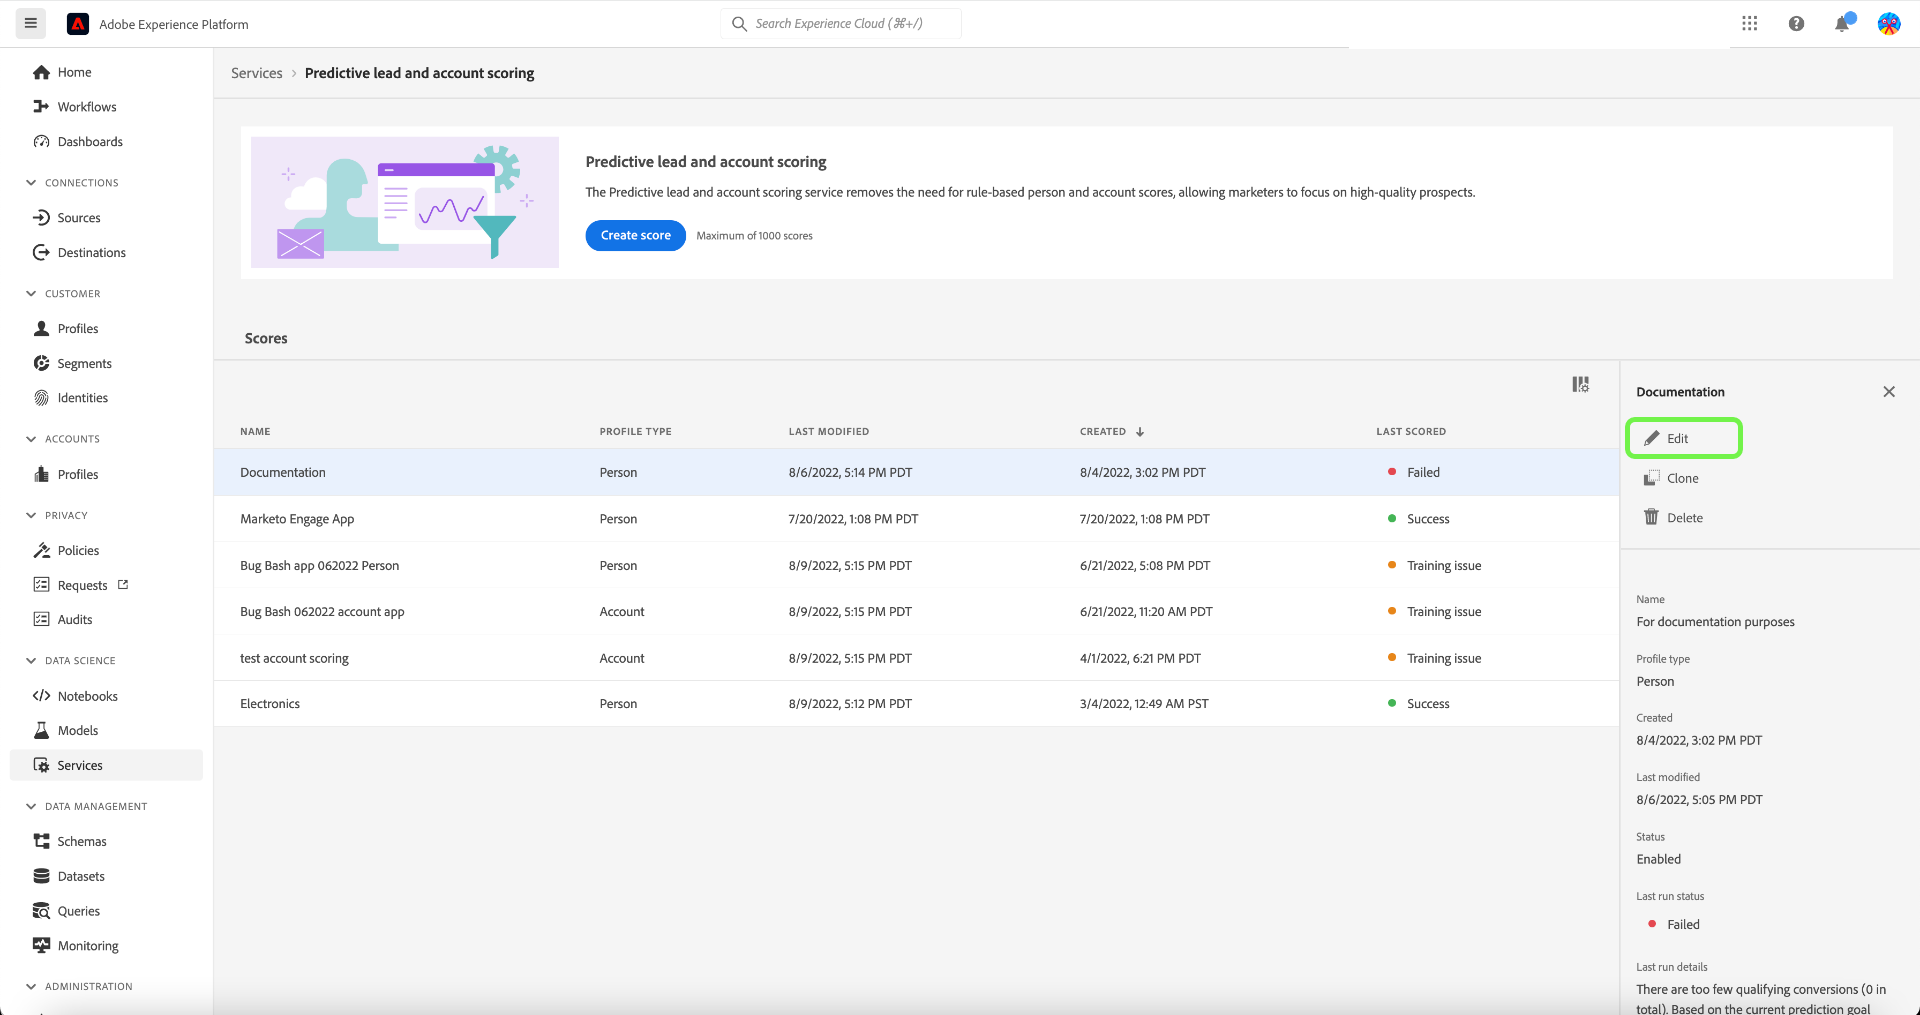 Adobe Experience Platform
Search Experience Cloud (⌘+/)
Home
Workflows
Dashboards
CONNECTIONS
Sources
Destinations
CUSTOMER
Profiles
Segments
Identities
ACCOUNTS
Profiles
PRIVACY
Policies
Requests
Audits
DATA SCIENCE
Notebooks
Models
Services
DATA MANAGEMENT
Schemas
Datasets
Queries
Monitoring
ADMINISTRATION
Services › Predictive lead and account scoring
Predictive lead and account scoring
The Predictive lead and account scoring service removes the need for rule-based person and account scores, allowing marketers to focus on high-quality prospects.
Create score Maximum of 1000 scores
Scores
NAME PROFILE TYPE LAST MODIFIED CREATED ↓ LAST SCORED
Documentation Person 8/6/2022, 5:14 PM PDT 8/4/2022, 3:02 PM PDT Failed
Marketo Engage App Person 7/20/2022, 1:08 PM PDT 7/20/2022, 1:08 PM PDT Success
Bug Bash app 062022 Person Person 8/9/2022, 5:15 PM PDT 6/21/2022, 5:08 PM PDT Training issue
Bug Bash 062022 account app Account 8/9/2022, 5:15 PM PDT 6/21/2022, 11:20 AM PDT Training issue
test account scoring Account 8/9/2022, 5:15 PM PDT 4/1/2022, 6:21 PM PDT Training issue
Electronics Person 8/9/2022, 5:12 PM PDT 3/4/2022, 12:49 AM PST Success
Documentation
Edit
Clone
Delete
Name
For documentation purposes
Profile type
Person
Created
8/4/2022, 3:02 PM PDT
Last modified
8/6/2022, 5:05 PM PDT
Status
Enabled
Last run status
Failed
Last run details
There are too few qualifying conversions (0 in
total). Based on the current prediction goal